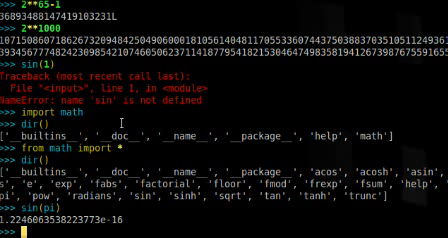 >>> 2**65-1
36893488147419103231L
>>> 2**1000
>>> sin(1)
Traceback (most recent call last):
File "<input>", line 1, in <module>
NameError: name 'sin' is not defined
>>> import math
>>> dir()
['__builtins__', '__doc__', '__name__', '__package__', 'help', 'math']
>>> from math import *
>>> dir()
['__builtins__', '__doc__', '__name__', '__package__', 'acos', 'acosh', 'asin',
s', 'e', 'exp', 'fabs', 'factorial', 'floor', 'fmod', 'frexp', 'fsum', 'help',
pi', 'pow', 'radians', 'sin', 'sinh', 'sqrt', 'tan', 'tanh', 'trunc']
>>> sin(pi)
1.2246063538223773e-16
>>>